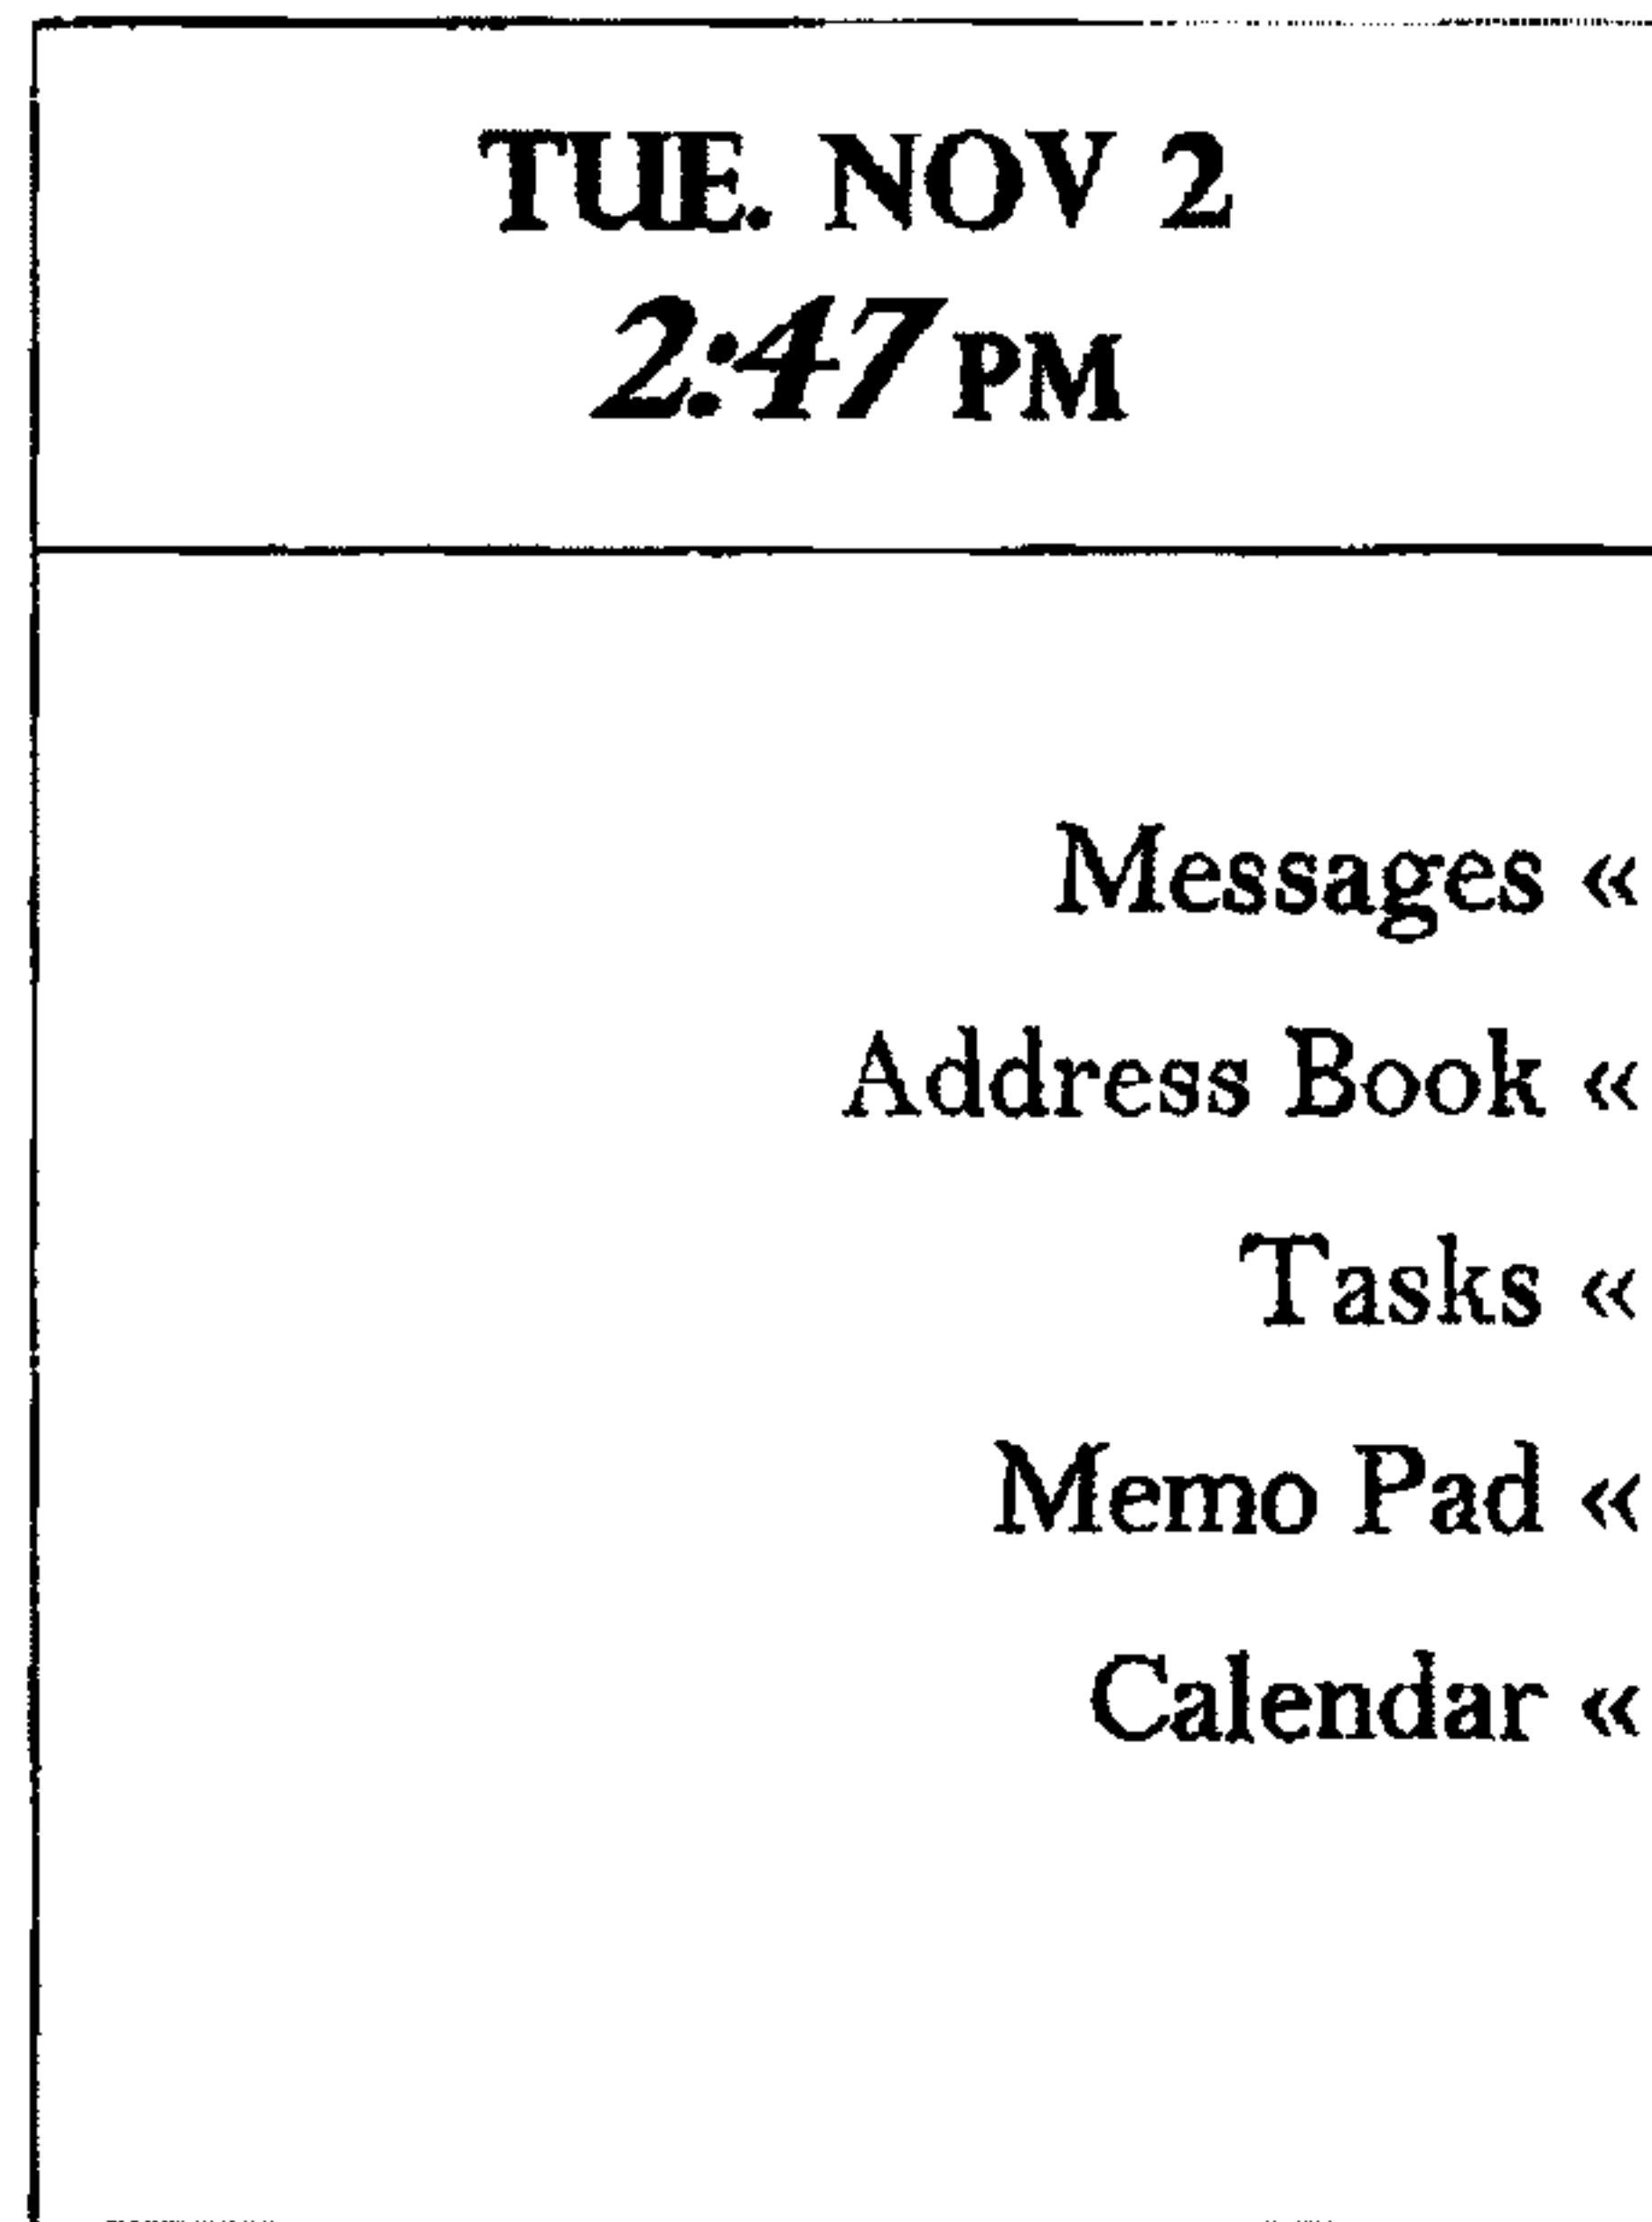 TUE. NOV 2
2:47 PM
Messages «
Address Book «
Tasks «
Memo Pad «
Calendar «